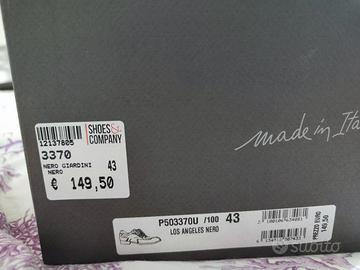 12137805
SHOES&
COMPANY
3370
NERO GIARDINI 43
NERO
€ 149,50
made in Ita
P503370U /100 43
LOS ANGELES NERO
PREZZO EURO
149,50
subito